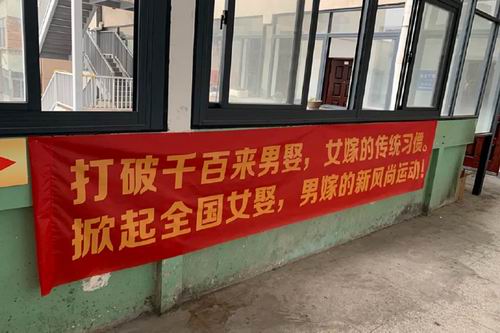 打破千百来男娶，女嫁的传统习惯。
掀起全国女娶，男嫁的新风尚运动！